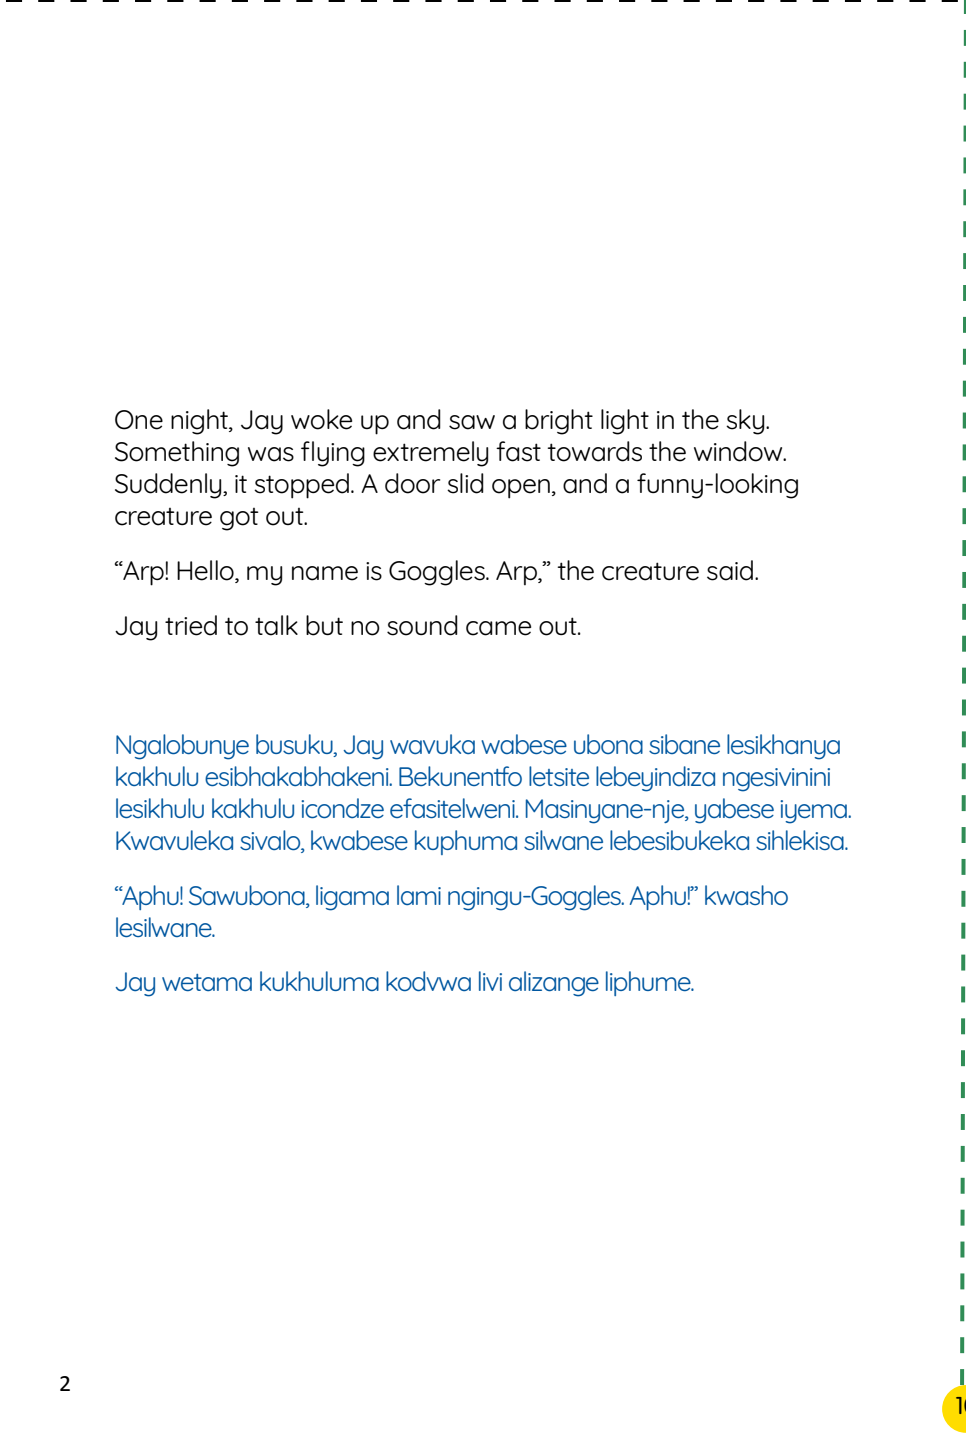 One night, Jay woke up and saw a bright light in the sky.
Something was flying extremely fast towards the window.
Suddenly, it stopped. A door slid open, and a funny-looking
creature got out.
“Arp! Hello, my name is Goggles. Arp,” the creature said.
Jay tried to talk but no sound came out.
Ngalobunye busuku, Jay wavuka wabese ubona sibane lesikhanya
kakhulu esibhakabhakeni. Bekunentfo letsite lebeyindiza ngesivinini
lesikhulu kakhulu icondze efasitelweni. Masinyane-nje, yabese iyema.
Kwavuleka sivalo, kwabese kuphuma silwane lebesibukeka sihlekisa.
“Aphu! Sawubona, ligama lami ngingu-Goggles. Aphu!” kwasho
lesilwane.
Jay wetama kukhuluma kodvwa livi alizange liphume.
2